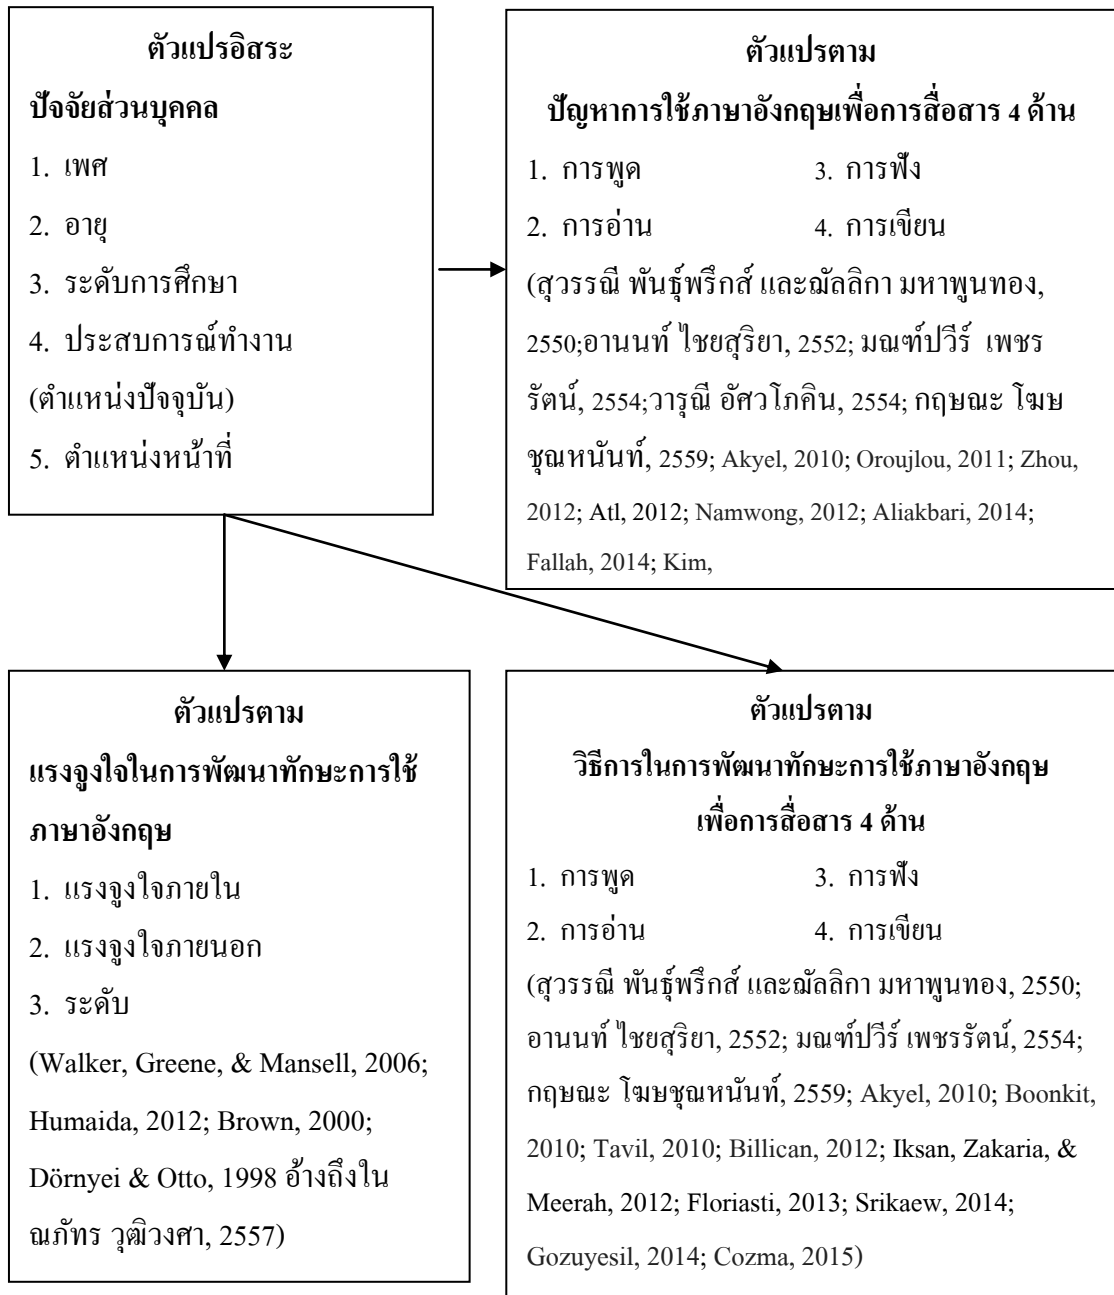 ตัวแปรอิสระ
ปัจจัยส่วนบุคคล
1. เพศ
2. อายุ
3. ระดับการศึกษา
4. ประสบการณ์ทำงาน
(ตำแหน่งปัจจุบัน)
5. ตำแหน่งหน้าที่
ตัวแปรตาม
ปัญหาการใช้ภาษาอังกฤษเพื่อการสื่อสาร 4 ด้าน
1. การพูด 3. การฟัง
2. การอ่าน 4. การเขียน
(สุวรรณี พันธุ์พรึกส์ และฌัลลิกา มหาพูนทอง,
2550;อานนท์ ไชยสุริยา, 2552; มณฑ์ปวีร์ เพชร
รัตน์, 2554;วารุณี อัศวโภคิน, 2554; กฤษณะ โฆษ
ชุณหนันท์, 2559; Akyel, 2010; Oroujlou, 2011; Zhou,
2012; Atl, 2012; Namwong, 2012; Aliakbari, 2014;
Fallah, 2014; Kim,
ตัวแปรตาม
แรงจูงใจในการพัฒนาทักษะการใช้
ภาษาอังกฤษ
1. แรงจูงใจภายใน
2. แรงจูงใจภายนอก
3. ระดับ
(Walker, Greene, & Mansell, 2006;
Humaida, 2012; Brown, 2000;
Dörnyei & Otto, 1998 อ้างถึงใน
ณภัทร วุฒิวงศา, 2557)
ตัวแปรตาม
วิธีการในการพัฒนาทักษะการใช้ภาษาอังกฤษ
เพื่อการสื่อสาร 4 ด้าน
1. การพูด 3. การฟัง
2. การอ่าน 4. การเขียน
(สุวรรณี พันธุ์พรึกส์ และฌัลลิกา มหาพูนทอง, 2550;
อานนท์ ไชยสุริยา, 2552; มณฑ์ปวีร์ เพชรรัตน์, 2554;
กฤษณะ โฆษชุณหนันท์, 2559; Akyel, 2010; Boonkit,
2010; Tavil, 2010; Billican, 2012; Iksan, Zakaria, &
Meerah, 2012; Floriasti, 2013; Srikaew, 2014;
Gozuyesil, 2014; Cozma, 2015)